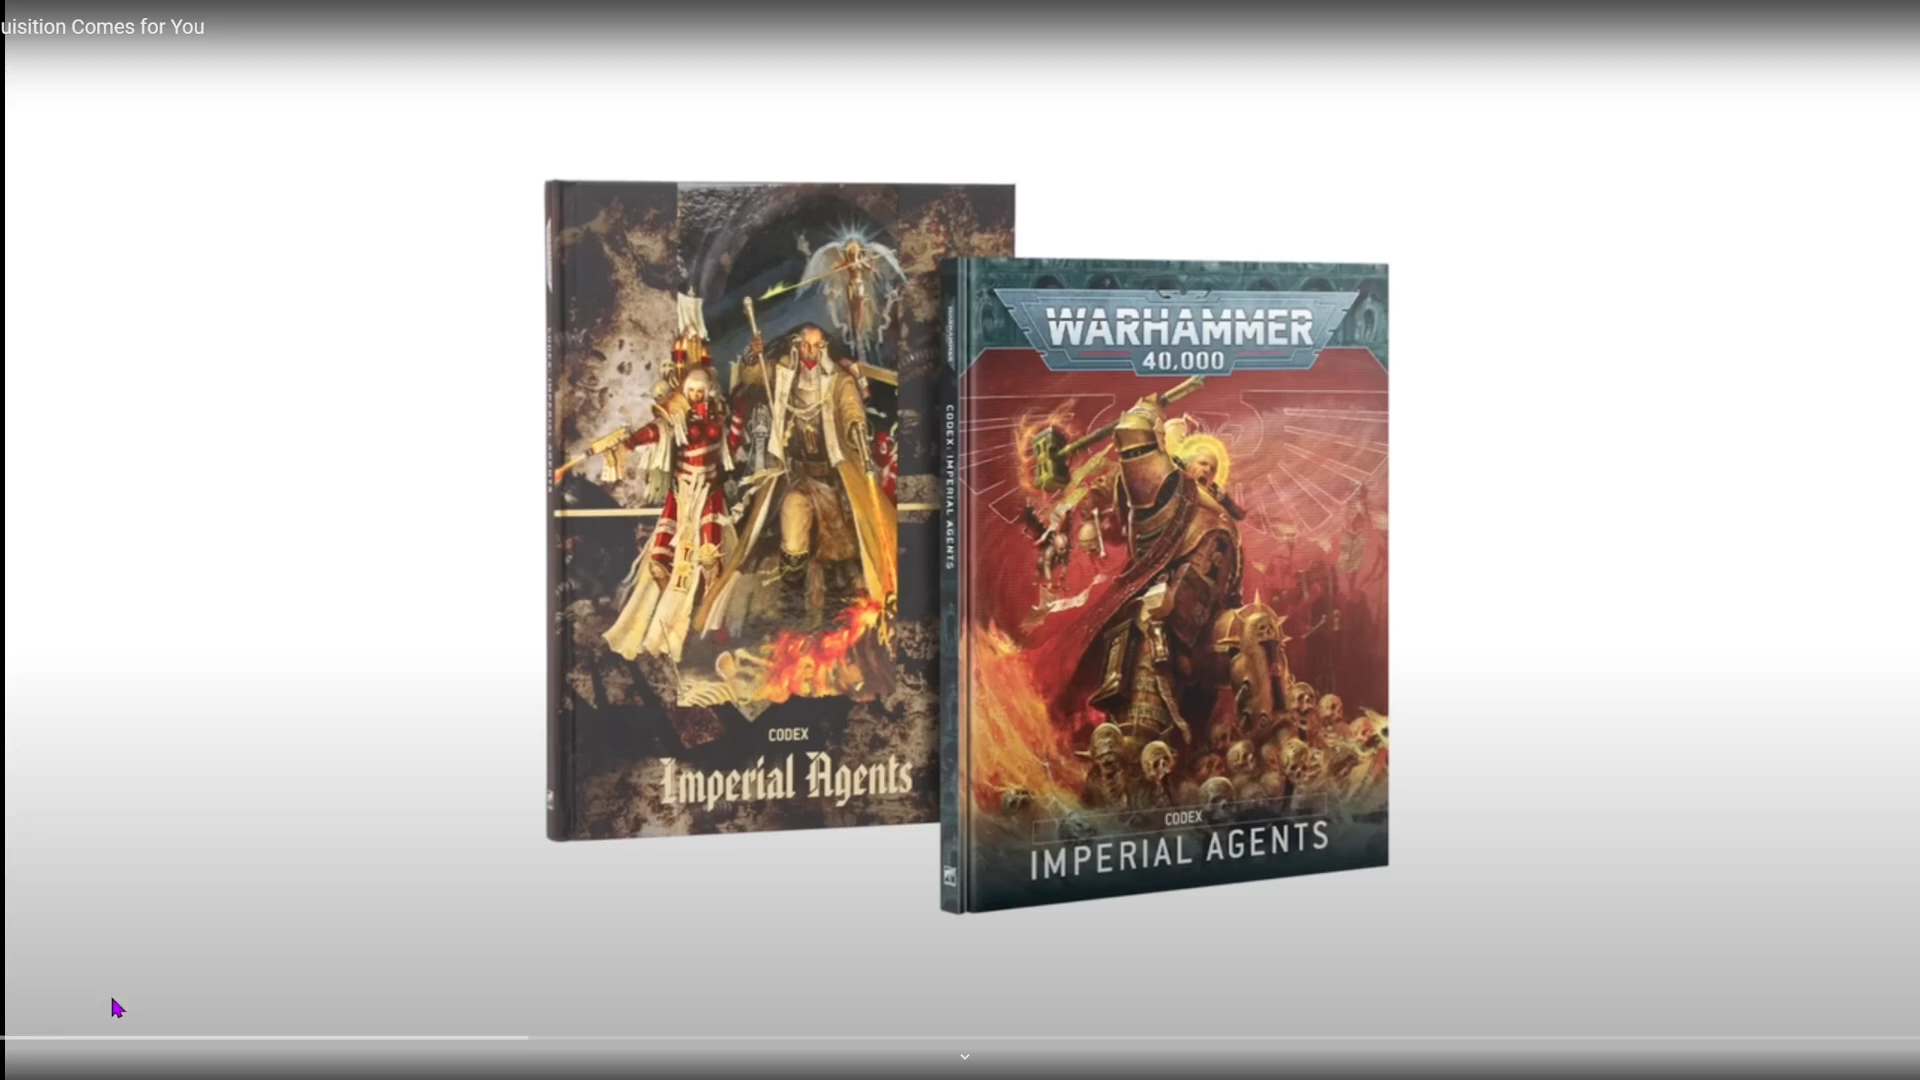 uisition Comes for You
CODEX
Imperial Agents
WARHAMMER
40,000
CODEX: IMPERIAL AGENTS
CODEX
IMPERIAL AGENTS